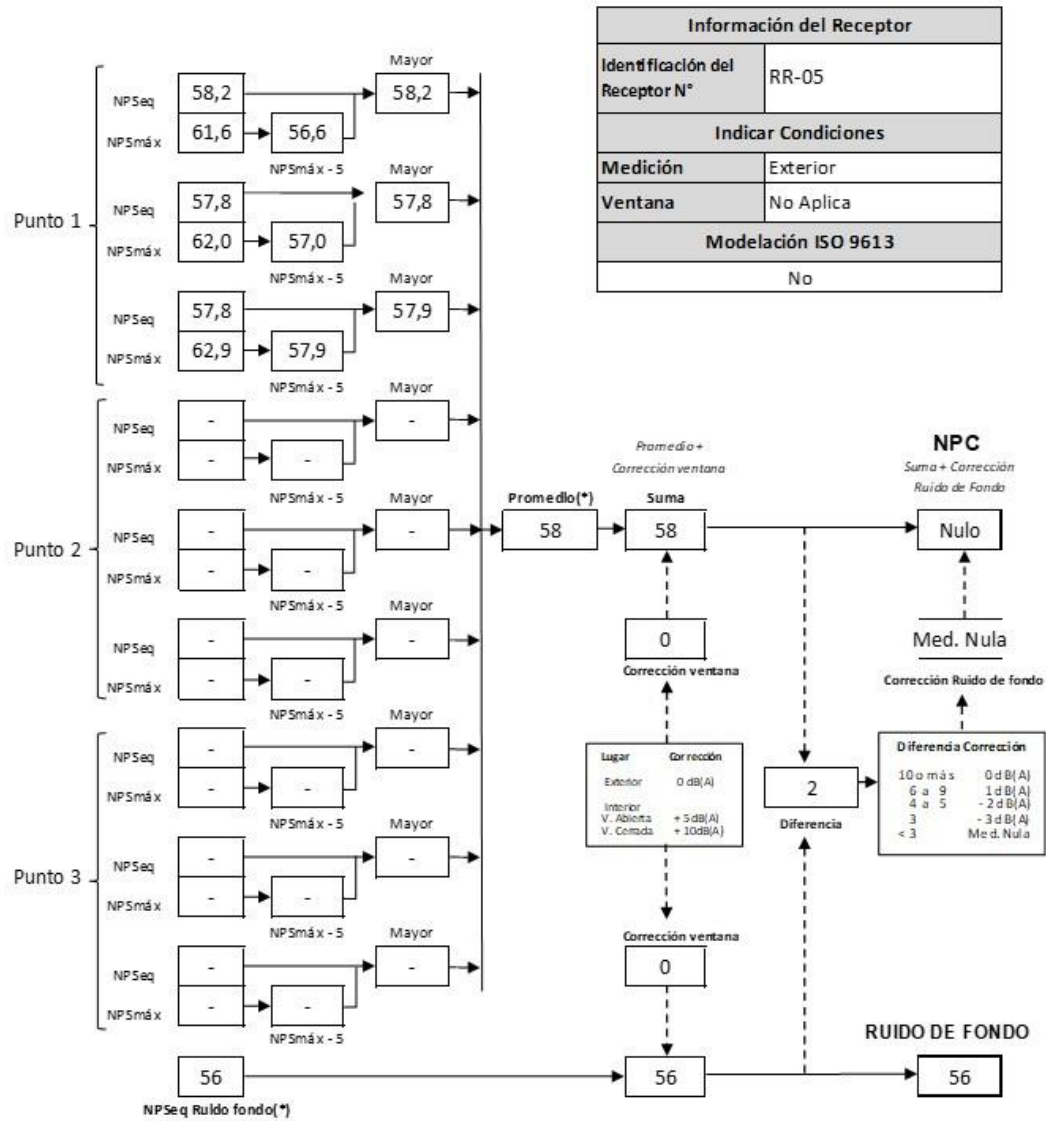 Información del Receptor
Identificación del Receptor N° RR-05
Indicar Condiciones
Medición Exterior
Ventana No Aplica
Modelación ISO 9613
No
Punto 1
Mayor
NPSeq 58,2 58,2
NPSmáx 61,6 56,6
NPSmáx - 5
Mayor
NPSeq 57,8 57,8
NPSmáx 62,0 57,0
NPSmáx - 5
Mayor
NPSeq 57,8 57,9
NPSmáx 62,9 57,9
NPSmáx - 5
Punto 2
Mayor
NPSeq - -
NPSmáx - -
NPSmáx - 5
Mayor
NPSeq - -
NPSmáx - -
NPSmáx - 5
Mayor
NPSeq - -
NPSmáx - -
NPSmáx - 5
Punto 3
Mayor
NPSeq - -
NPSmáx - -
NPSmáx - 5
Mayor
NPSeq - -
NPSmáx - -
NPSmáx - 5
Mayor
NPSeq - -
NPSmáx - -
NPSmáx - 5
56
NPSeq Ruido fondo(*)
Promedio(*)
58
Promedio +
Corrección ventana
Suma
58
0
Corrección ventana
Lugar Corrección
Exterior 0 dB(A)
Interior
V. Abierta + 5dB(A)
V. Cerrada + 10dB(A)
Corrección ventana
0
56
2
Diferencia
NPC
Suma + Corrección
Ruido de Fondo
Nulo
Med. Nula
Corrección Ruido de fondo
Diferencia Corrección
10 o más 0 dB(A)
6 a 9 1 dB(A)
4 a 5 - 2 dB(A)
3 - 3 dB(A)
< 3 Med. Nula
RUIDO DE FONDO
56